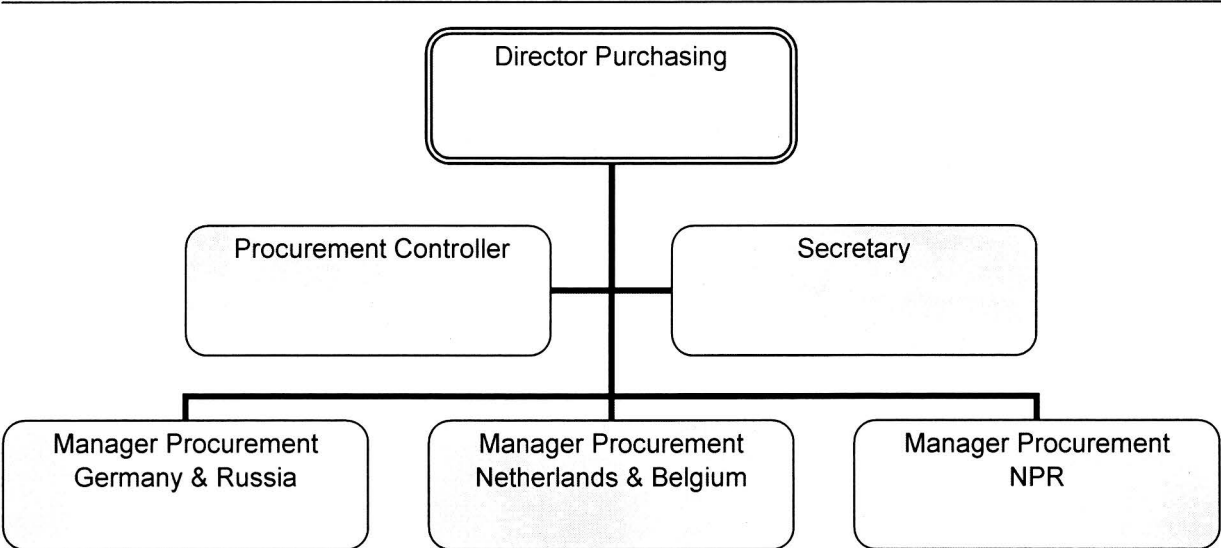 Director Purchasing
Procurement Controller
Secretary
Manager Procurement
Germany & Russia
Manager Procurement
Netherlands & Belgium
Manager Procurement
NPR